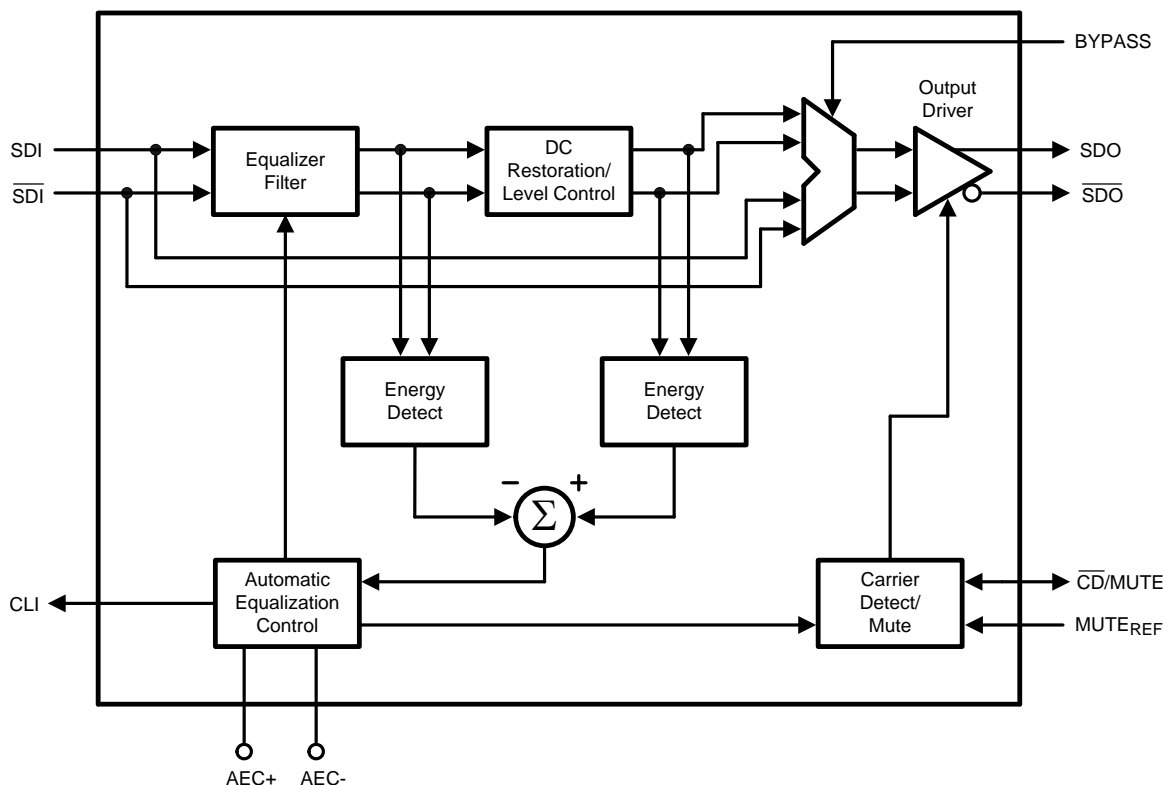 BYPASS
Output
Driver
SDI
Equalizer
Filter
DC
Restoration/
Level Control
SDO
SDI
SDO
Energy
Detect
Energy
Detect
−
+
Σ
Automatic
Equalization
Control
Carrier
Detect/
Mute
CD/MUTE
CLI
MUTEREF
AEC+
AEC-